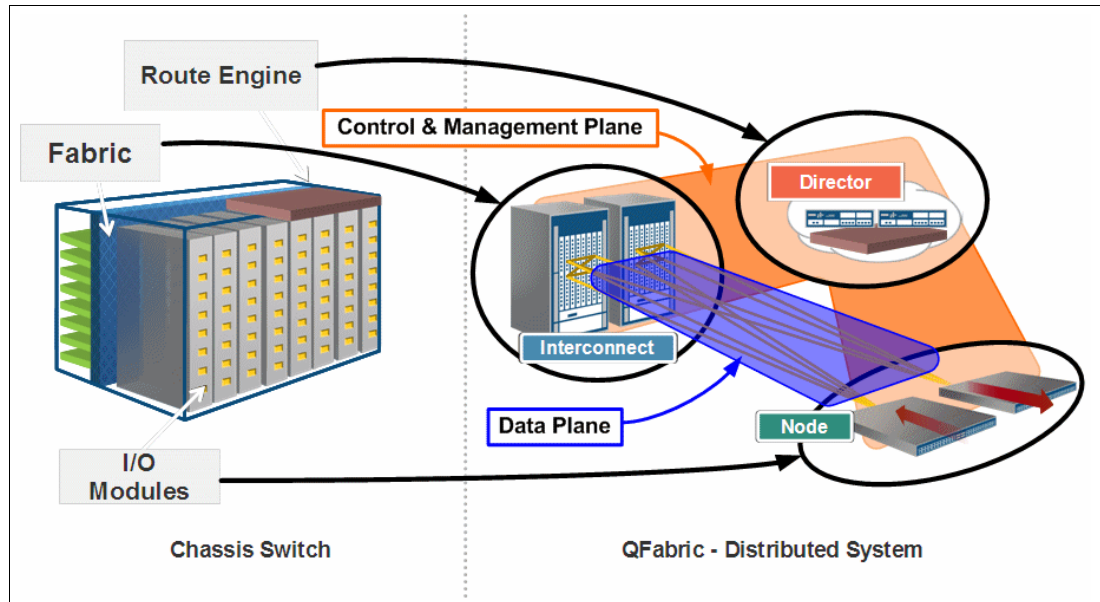 Route Engine
Control & Management Plane
Fabric
Director
Interconnect
Data Plane
Node
I/O
Modules
Chassis Switch
QFabric - Distributed System